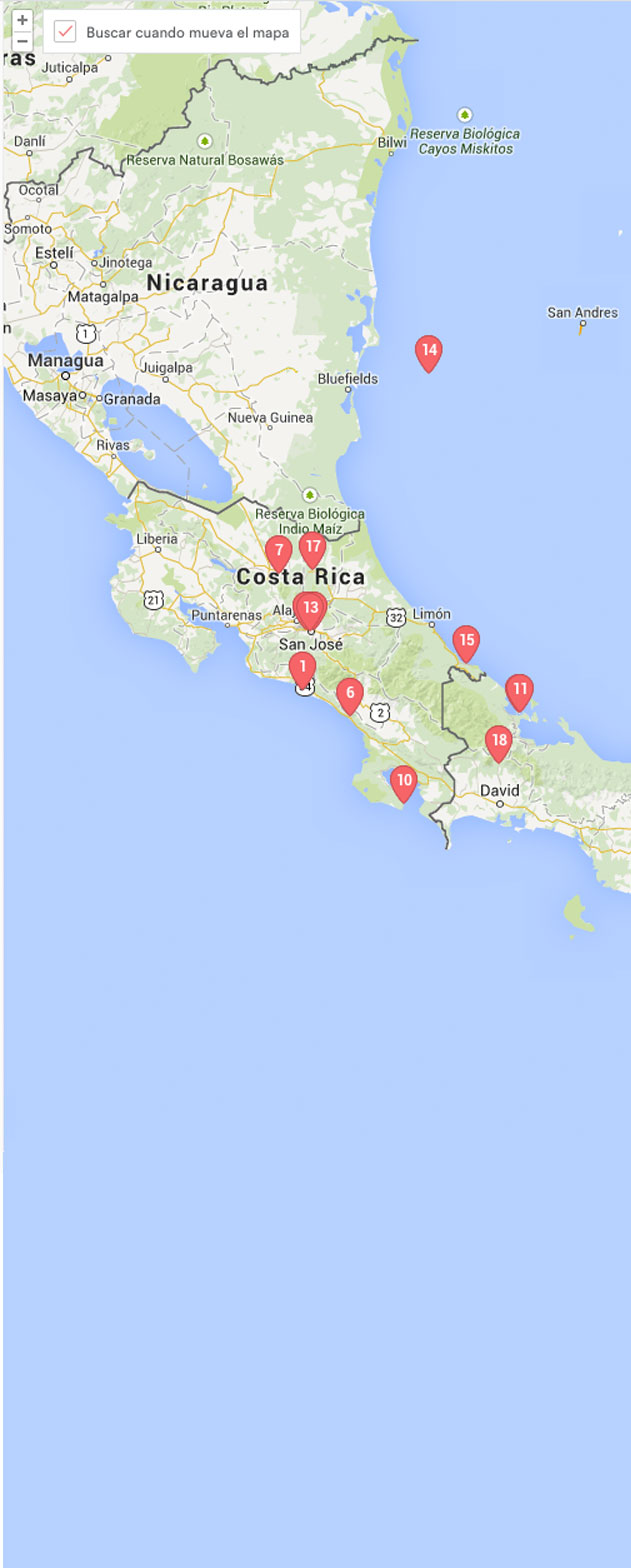 +
−
Buscar cuando mueva el mapa
ras
Juticalpa
Danlí
Reserva Natural Bosawás
Bilwi
Reserva Biológica
Cayos Miskitos
Ocotal
Somoto
Estelí
Jinotega
Nicaragua
Matagalpa
n
1
San Andres
14
Managua
Juigalpa
Bluefields
Masaya
Granada
Nueva Guinea
Rivas
Reserva Biológica
Indio Maíz
Liberia
7
17
Costa Rica
21
Puntarenas
Alaj
13
32
Limón
San José
15
1
4
6
2
11
18
10
David